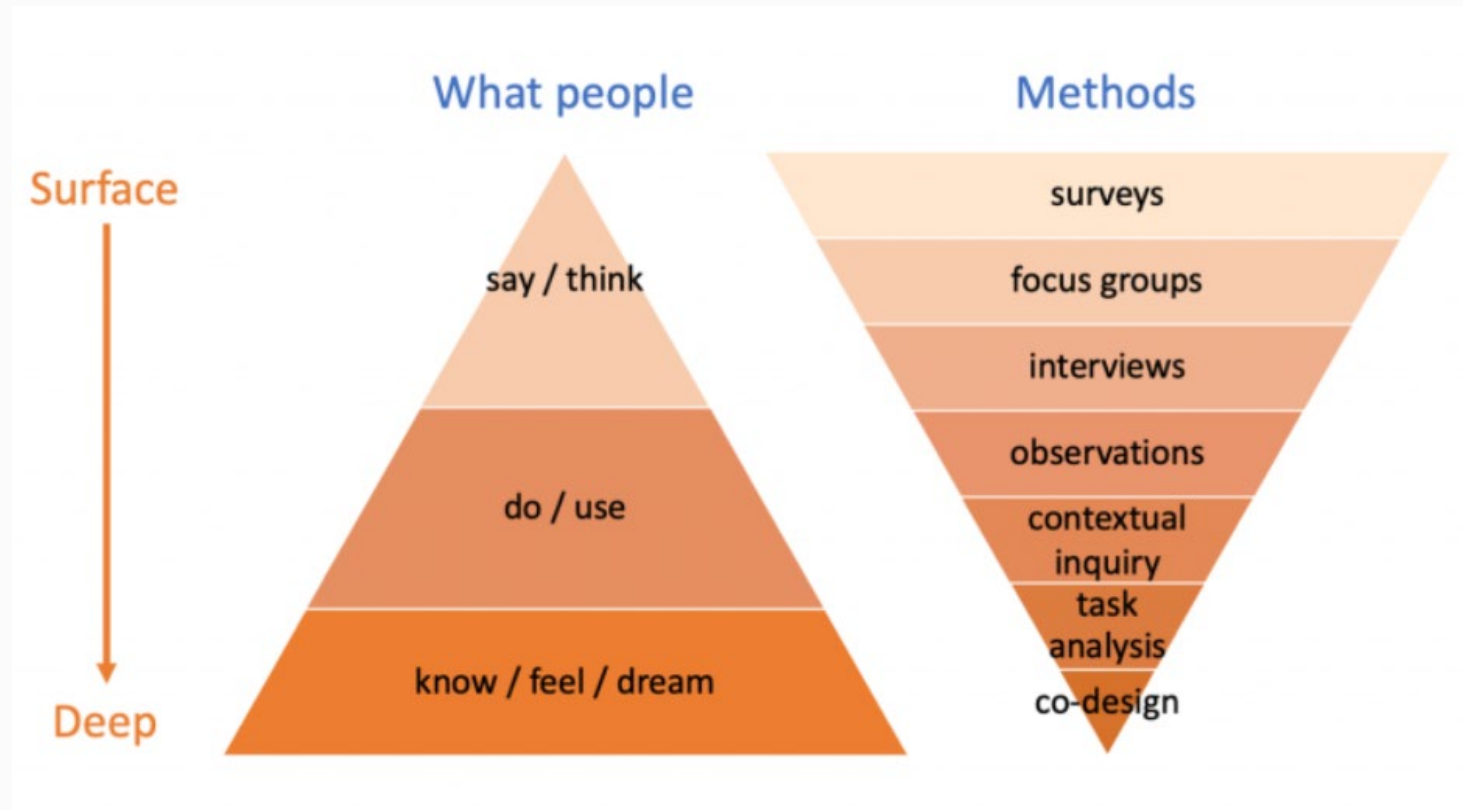 What people
Methods
Surface
Deep
say / think
do / use
know / feel / dream
surveys
focus groups
interviews
observations
contextual
inquiry
task
analysis
co-design